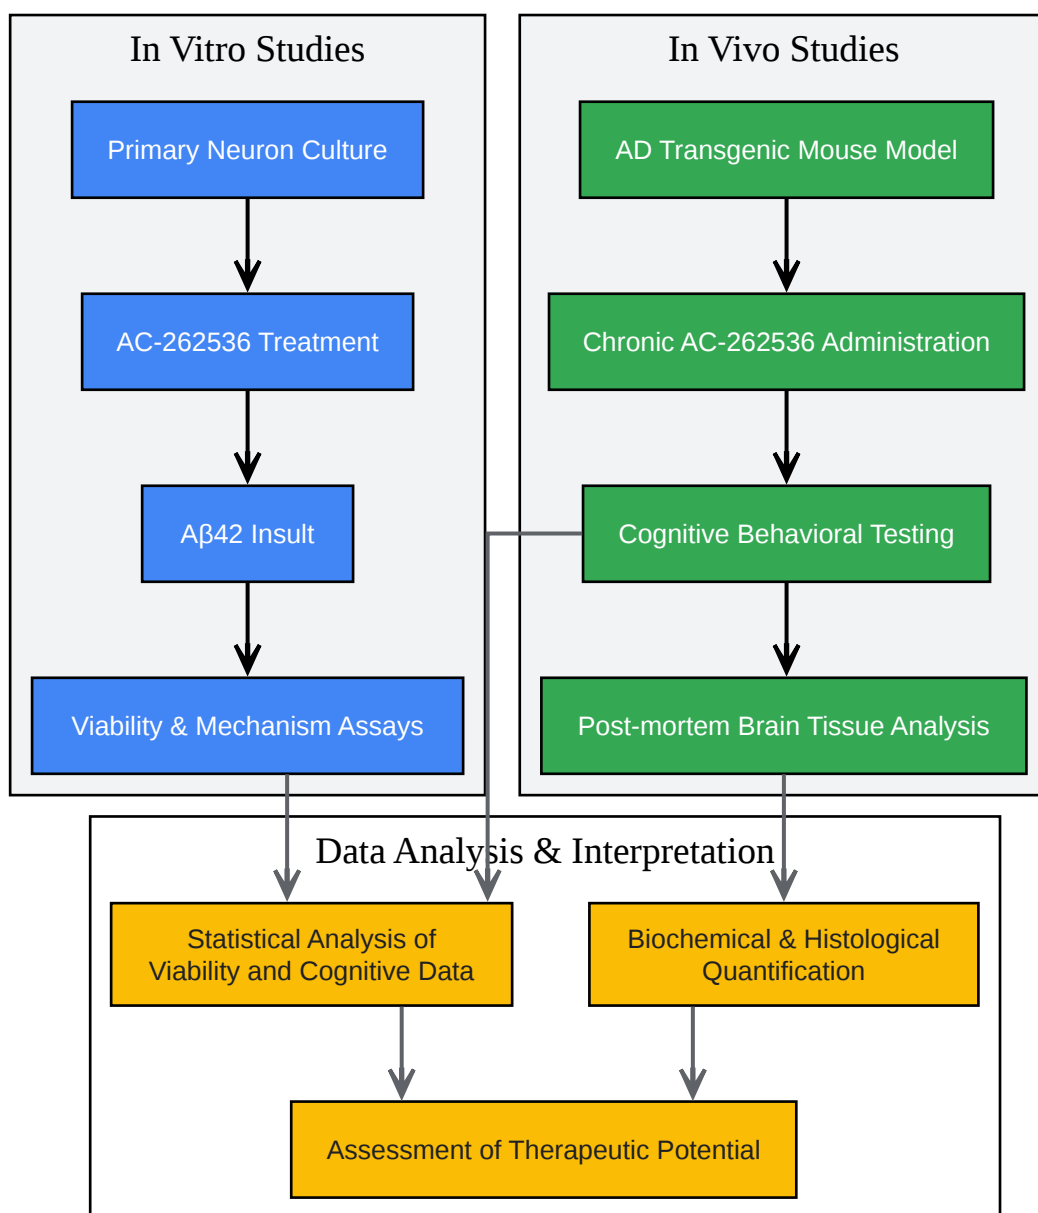 In Vitro Studies
Primary Neuron Culture
AC-262536 Treatment
Aβ42 Insult
Viability & Mechanism Assays
In Vivo Studies
AD Transgenic Mouse Model
Chronic AC-262536 Administration
Cognitive Behavioral Testing
Post-mortem Brain Tissue Analysis
Data Analysis & Interpretation
Statistical Analysis of
Viability and Cognitive Data
Biochemical & Histological
Quantification
Assessment of Therapeutic Potential